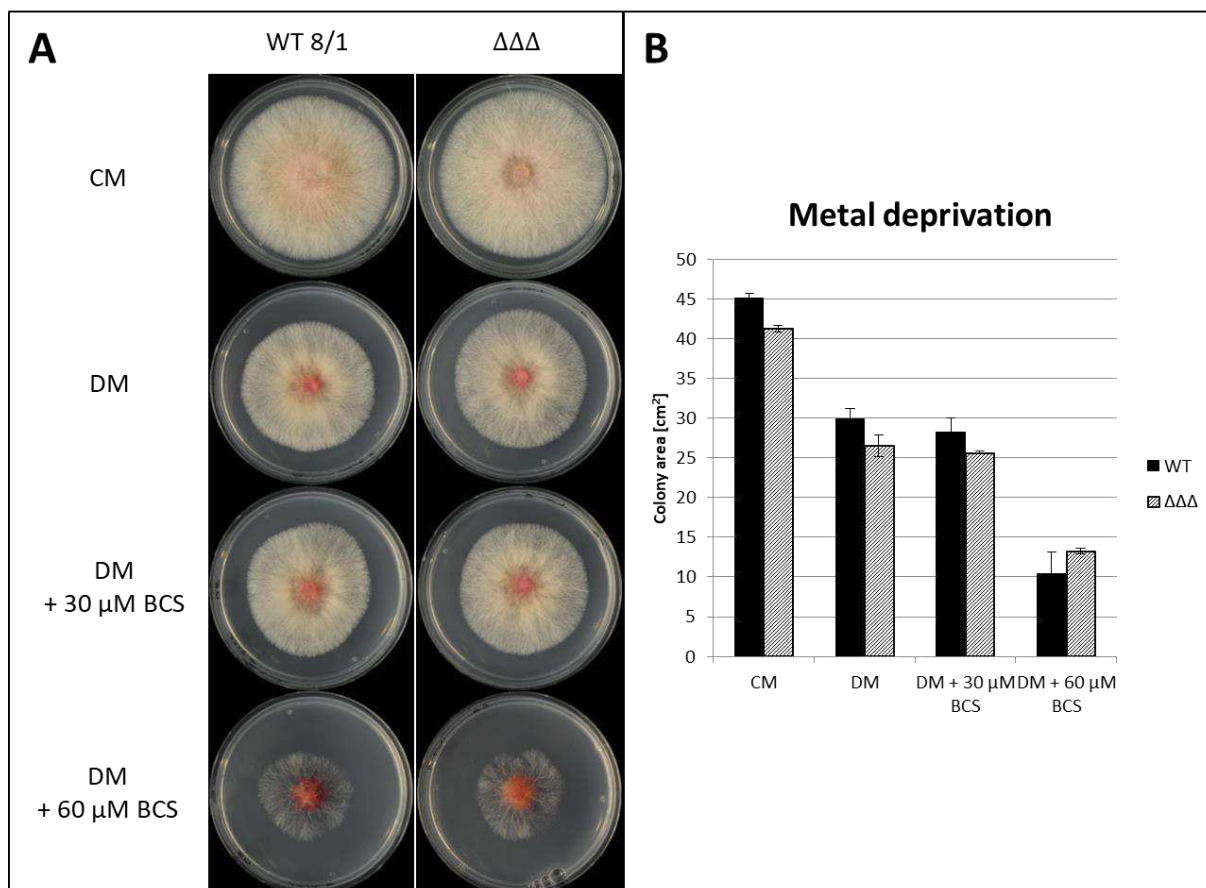 A
WT 8/1
ΔΔΔ
CM
DM
DM
+ 30 µM BCS
DM
+ 60 µM BCS
B
Metal deprivation
50
45
40
35
30
25
20
15
10
5
0
Colony area [cm²]
CM
DM
DM + 30 µM
BCS
DM + 60 µM
BCS
WT
ΔΔΔ